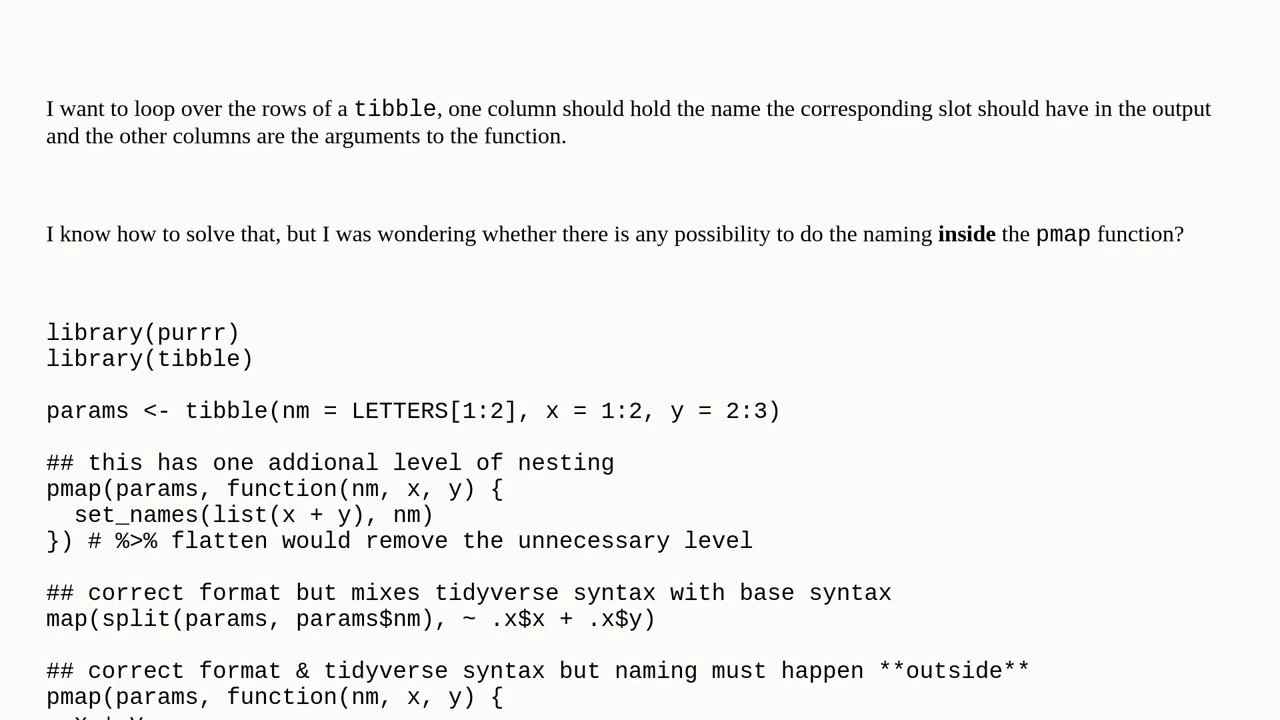 I want to loop over the rows of a tibble, one column should hold the name the corresponding slot should have in the output
and the other columns are the arguments to the function.
I know how to solve that, but I was wondering whether there is any possibility to do the naming inside the pmap function?
library(purrr)
library(tibble)
params <- tibble(nm = LETTERS[1:2], x = 1:2, y = 2:3)
## this has one addional level of nesting
pmap(params, function(nm, x, y) {
  set_names(list(x + y), nm)
}) # %>% flatten would remove the unnecessary level
## correct format but mixes tidyverse syntax with base syntax
map(split(params, params$nm), ~ .x$x + .x$y)
## correct format & tidyverse syntax but naming must happen **outside**
pmap(params, function(nm, x, y) {